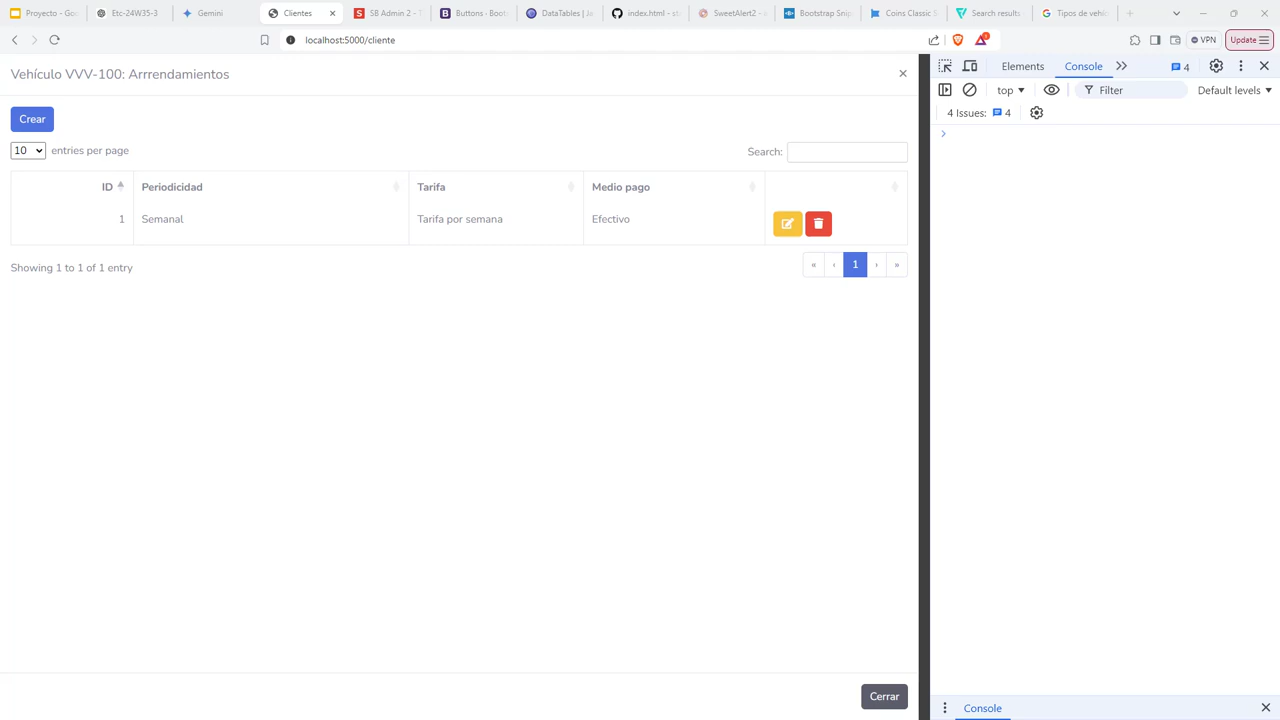 Proyecto - Goo
Etc-24W35-3
Gemini
Clientes
SB Admin 2 - T
Buttons - Boot
DataTables | Ja
index.html - st
SweetAlert2 - a
Bootstrap Snip
Coins Classic S
Search results
Tipos de vehíc
localhost:5000/cliente
VPN
Update
Vehículo VVV-100: Arrrendamientos
Elements
Console
4
Crear
top
Filter
Default levels
4 Issues:
4
10
entries per page
Search:
ID
Periodicidad
Tarifa
Medio pago
1
Semanal
Tarifa por semana
Efectivo
Showing 1 to 1 of 1 entry
« ‹ 1 › »
Cerrar
Console